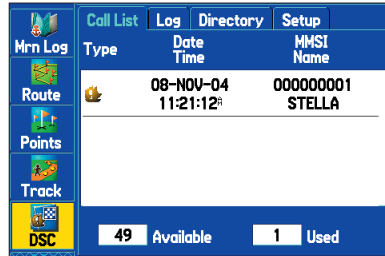 Call List Log Directory Setup
Mrn Log
Type Date Time MMSI Name
Route
08-NOV-04 000000001
11:21:12 STELLA
Points
Track
DSC
49 Available 1 Used